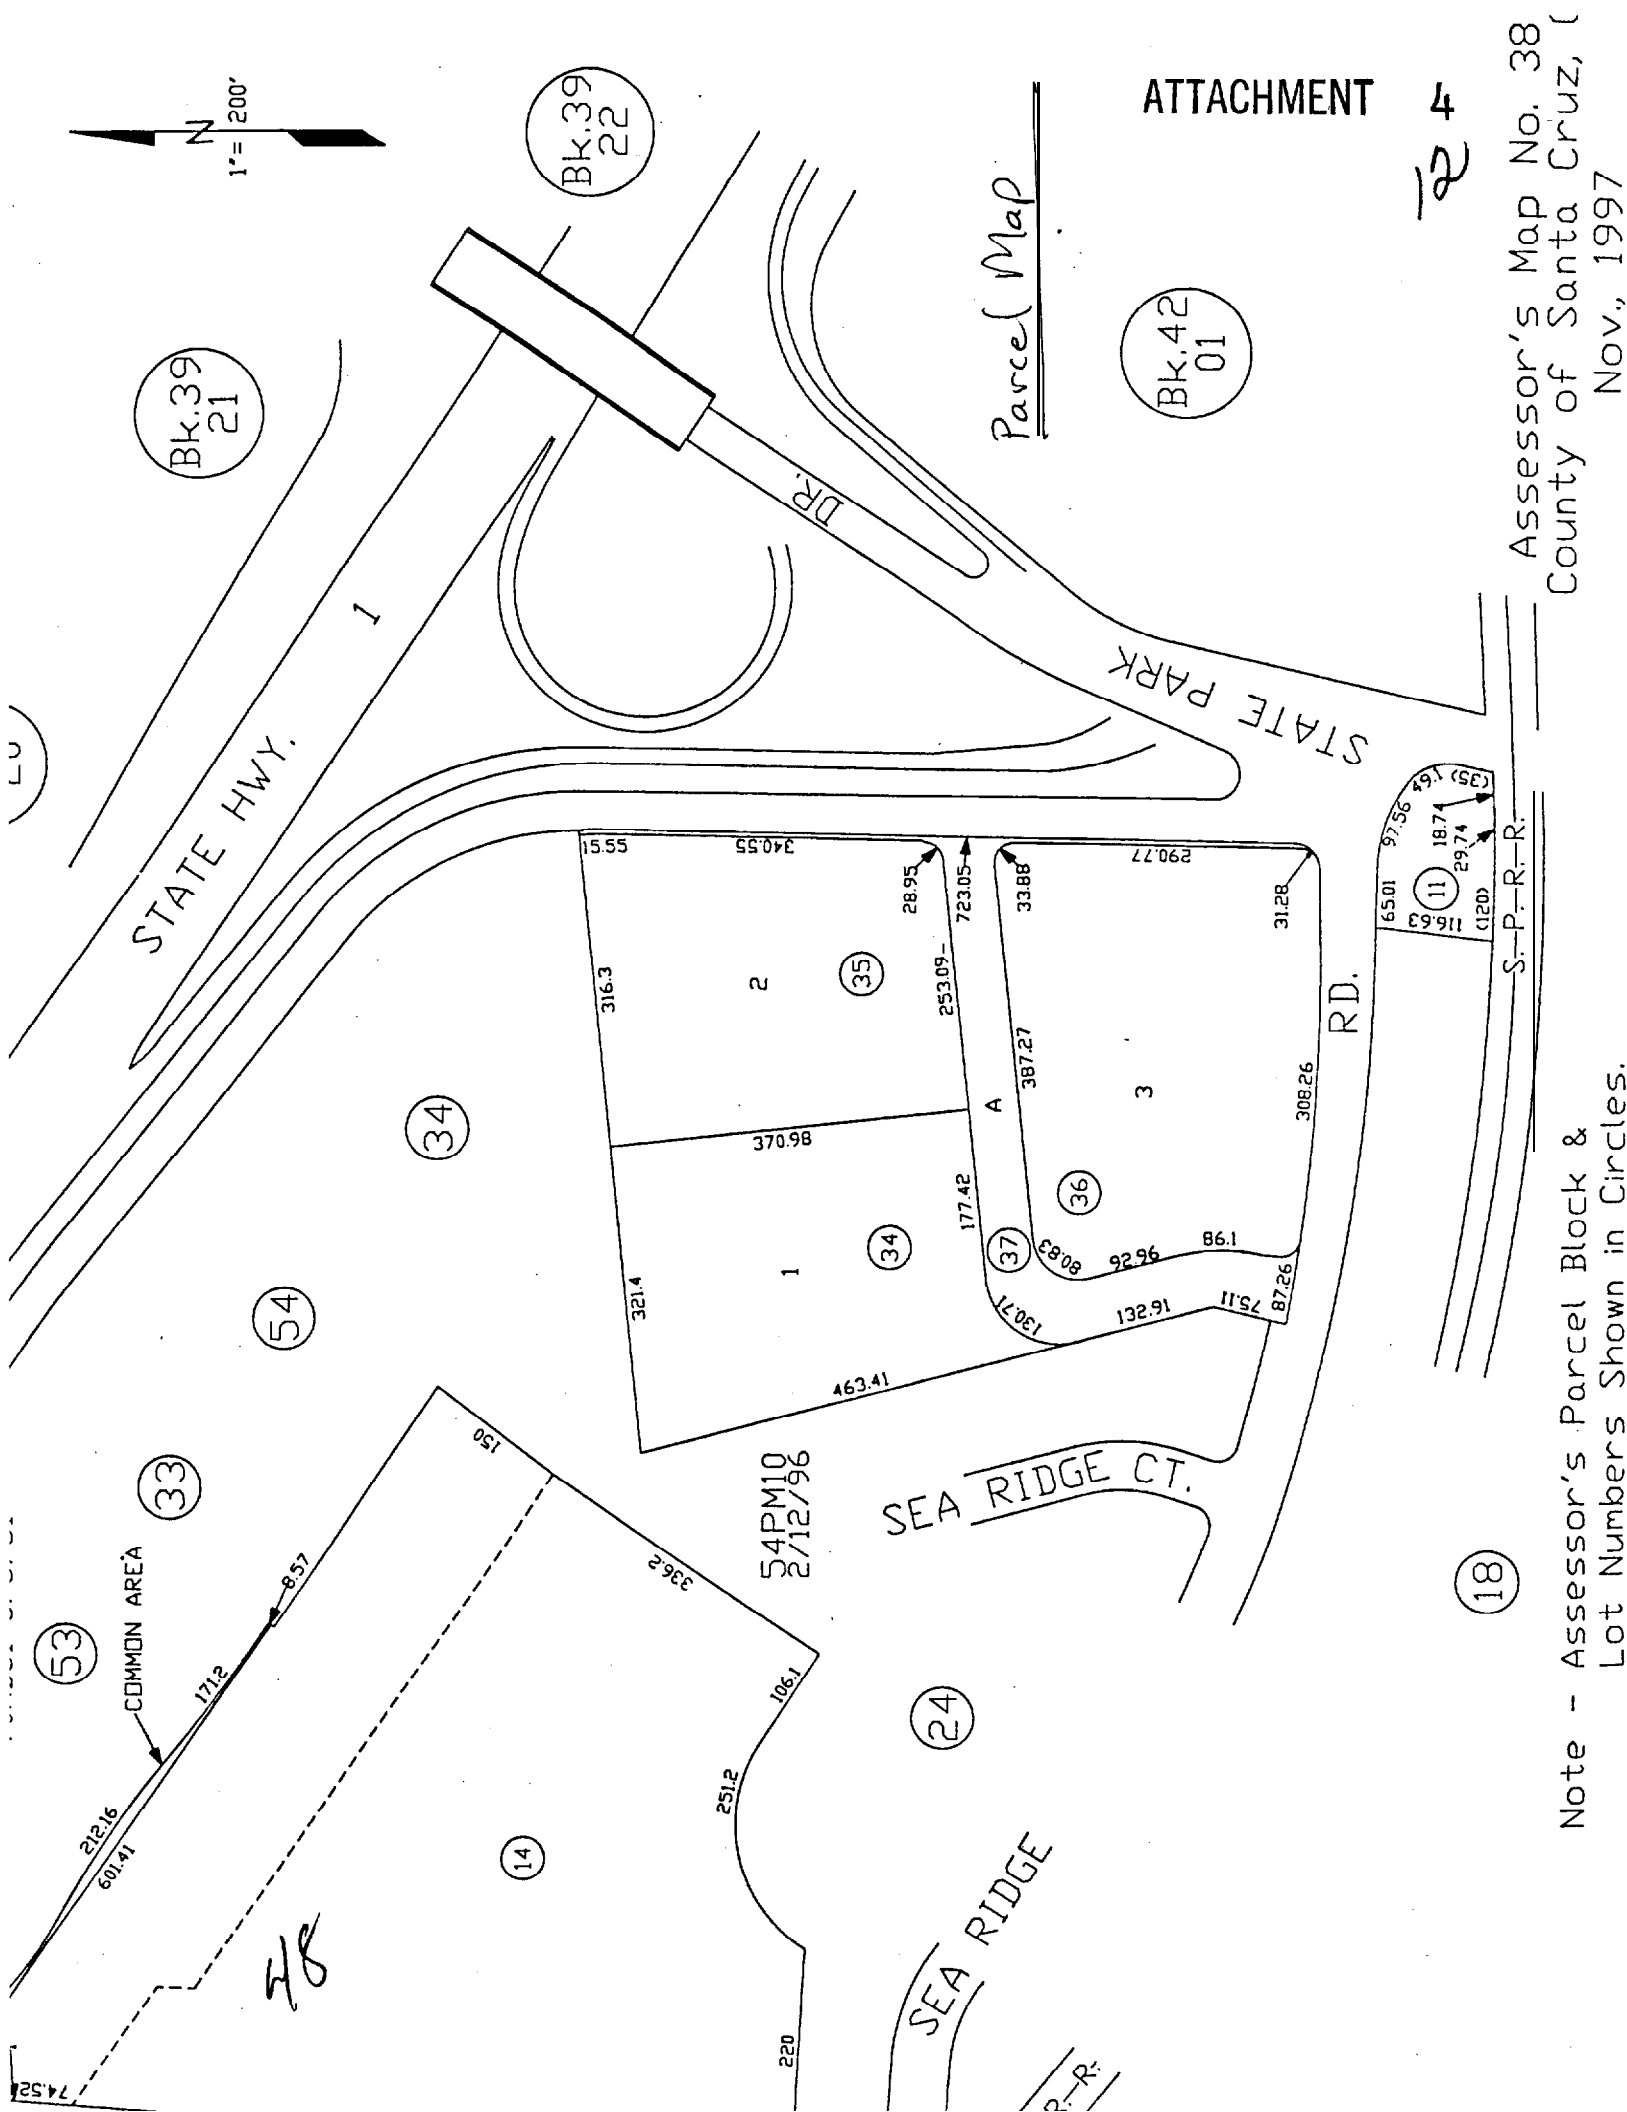 1"= 200'
N
Bk.39
22
Bk.39
21
ATTACHMENT 4
12
Parcel Map
Bk.42
01
Assessor's Map No. 38
County of Santa Cruz, (
Nov., 1997
STATE HWY. 1
STATE PARK DR.
15.55
340.55
28.95
723.05
33.88
290.77
31.28
316.3
2
35
253.09
387.27
A
3
308.26
370.98
321.4
1
34
177.42
37
36
80.83
92.96
86.1
87.26
130.71
132.91
75.11
463.41
RD.
65.01
97.56
49.1
(35)
18.74
29.74
11
116.63
(120)
S.-P.-R.-R.
34
54
33
53
COMMON AREA
8.57
171.2
212.16
601.41
150
336.2
106.1
251.2
220
74.52
14
48
54PM10
2/12/96
SEA RIDGE CT.
24
18
SEA RIDGE
R.-R.
Note - Assessor's Parcel Block &
Lot Numbers Shown in Circles.